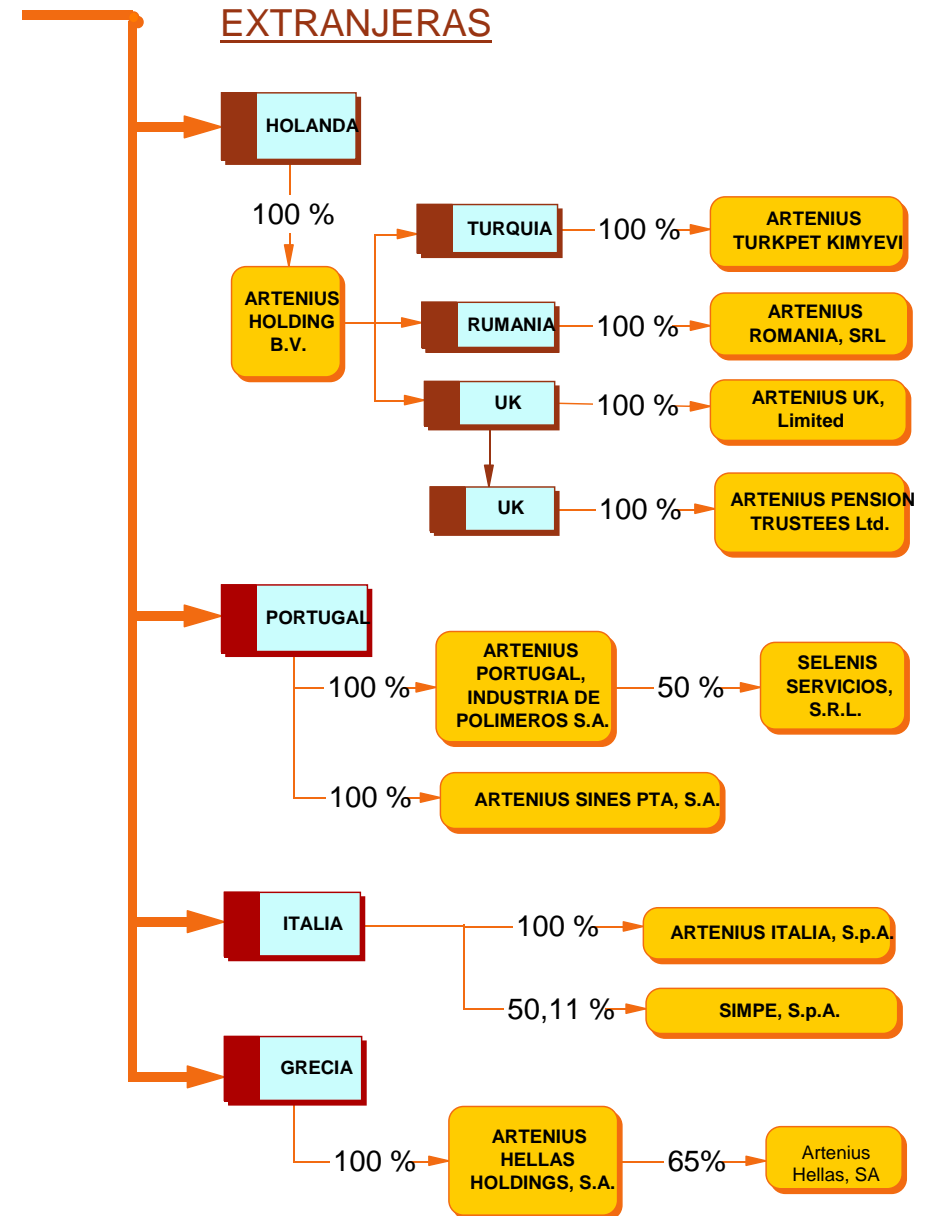 EXTRANJERAS
HOLANDA
100 %
ARTENIUS
HOLDING
B.V.
TURQUIA
100 %
ARTENIUS
TURKPET KIMYEVI
RUMANIA
100 %
ARTENIUS
ROMANIA, SRL
UK
100 %
ARTENIUS UK,
Limited
UK
100 %
ARTENIUS PENSION
TRUSTEES Ltd.
PORTUGAL
100 %
ARTENIUS
PORTUGAL,
INDUSTRIA DE
POLIMEROS S.A.
50 %
SELENIS
SERVICIOS,
S.R.L.
100 %
ARTENIUS SINES PTA, S.A.
ITALIA
100 %
ARTENIUS ITALIA, S.p.A.
50,11 %
SIMPE, S.p.A.
GRECIA
100 %
ARTENIUS
HELLAS
HOLDINGS, S.A.
65%
Artenius
Hellas, SA